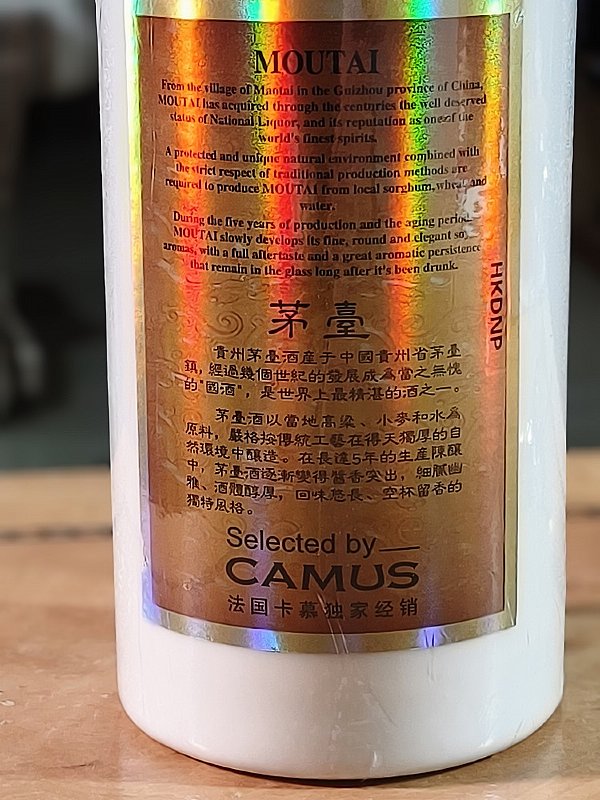 MOUTAI
From the village of Maotai in the Guizhou province of China,
MOUTAI has acquired through the centuries the well deserved
status of National Liquor, and its reputation as one of the
world's finest spirits.
A protected and unique natural environment combined with
the strict respect of traditional production methods are
required to produce MOUTAI from local sorghum, wheat and
water.
During the five years of production and the aging period,
MOUTAI slowly develops its fine, round and elegant soy
aromas, with a full aftertaste and a great aromatic persistence
that remain in the glass long after it's been drunk.
HKDNP
茅臺
貴州茅臺酒産于中國貴州省茅臺
鎮，經過幾個世紀的發展成爲當之無愧
的"國酒"，是世界上最精湛的酒之一。
茅臺酒以當地高粱、小麥和水爲
原料，嚴格按傳統工藝在得天獨厚的自
然環境中釀造。在長達5年的生産陳釀
中，茅臺酒逐漸變得醬香突出，細膩幽
雅、酒體醇厚，回味悠長、空杯留香的
獨特風格。
Selected by
CAMUS
法国卡慕独家经销